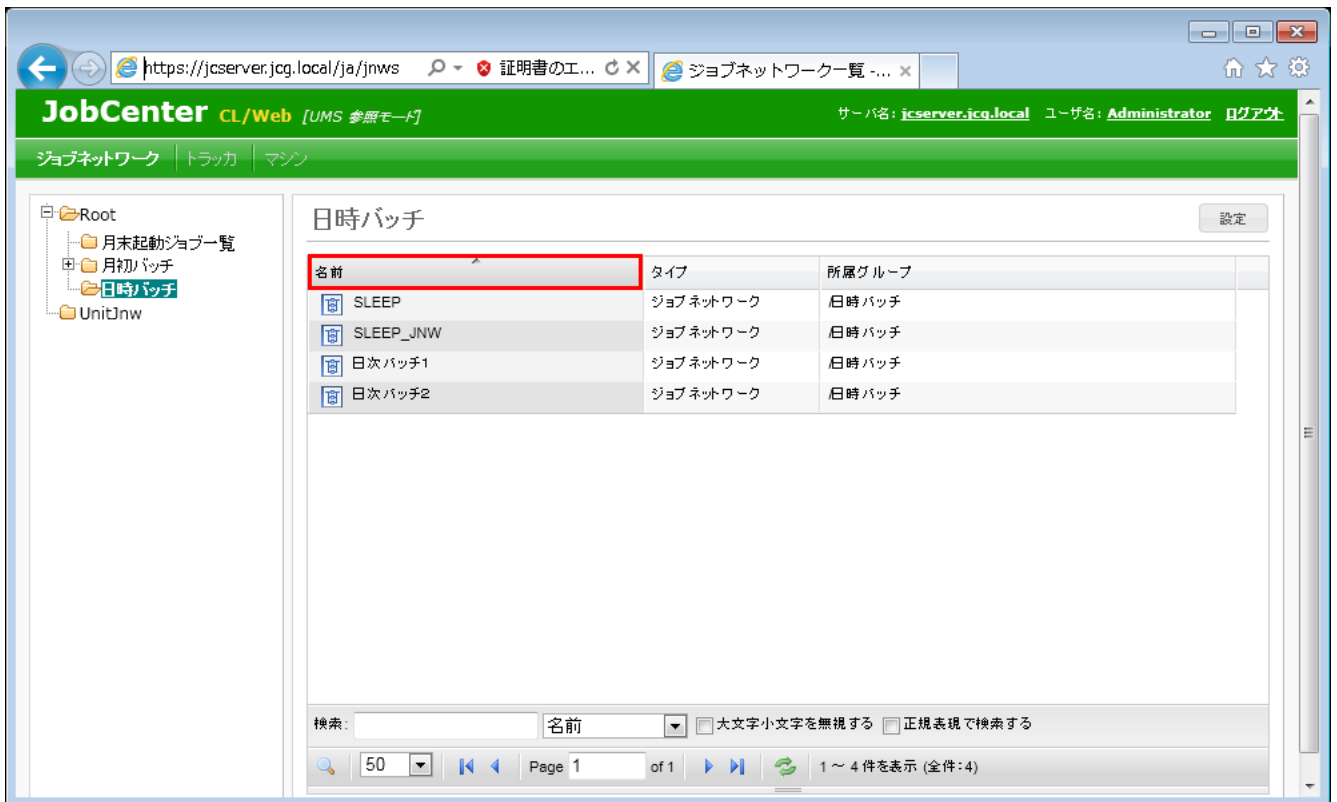 https://jcserver.jcg.local/ja/jnws 証明書のエ... ジョブネットワーク一覧 -...
JobCenter CL/Web [UMS 参照モード] サーバ名: jcserver.jcg.local ユーザ名: Administrator ログアウト
ジョブネットワーク トラッカ マシン
Root
月末起動ジョブ一覧
月初バッチ
日時バッチ
UnitJnw
日時バッチ 設定
名前 タイプ 所属グループ
SLEEP ジョブネットワーク /日時バッチ
SLEEP_JNW ジョブネットワーク /日時バッチ
日次バッチ1 ジョブネットワーク /日時バッチ
日次バッチ2 ジョブネットワーク /日時バッチ
検索: 名前 大文字小文字を無視する 正規表現で検索する
50 Page 1 of 1 1 ~ 4 件を表示 (全件:4)